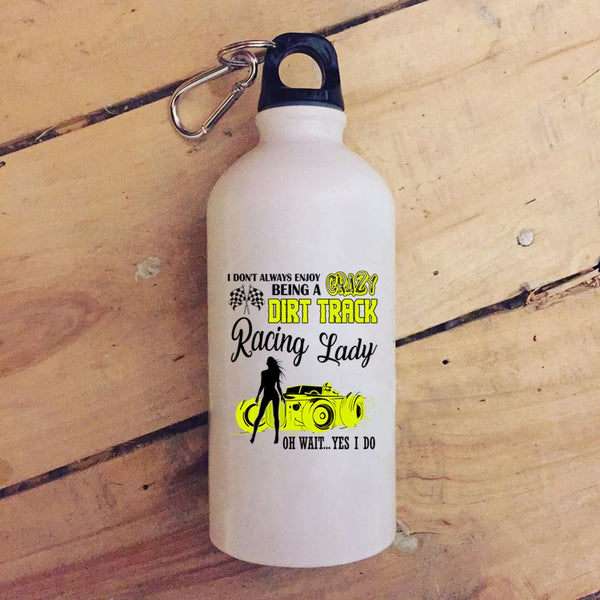 I DON'T ALWAYS ENJOY
BEING A CRAZY
DIRT TRACK
Racing Lady
OH WAIT...YES I DO